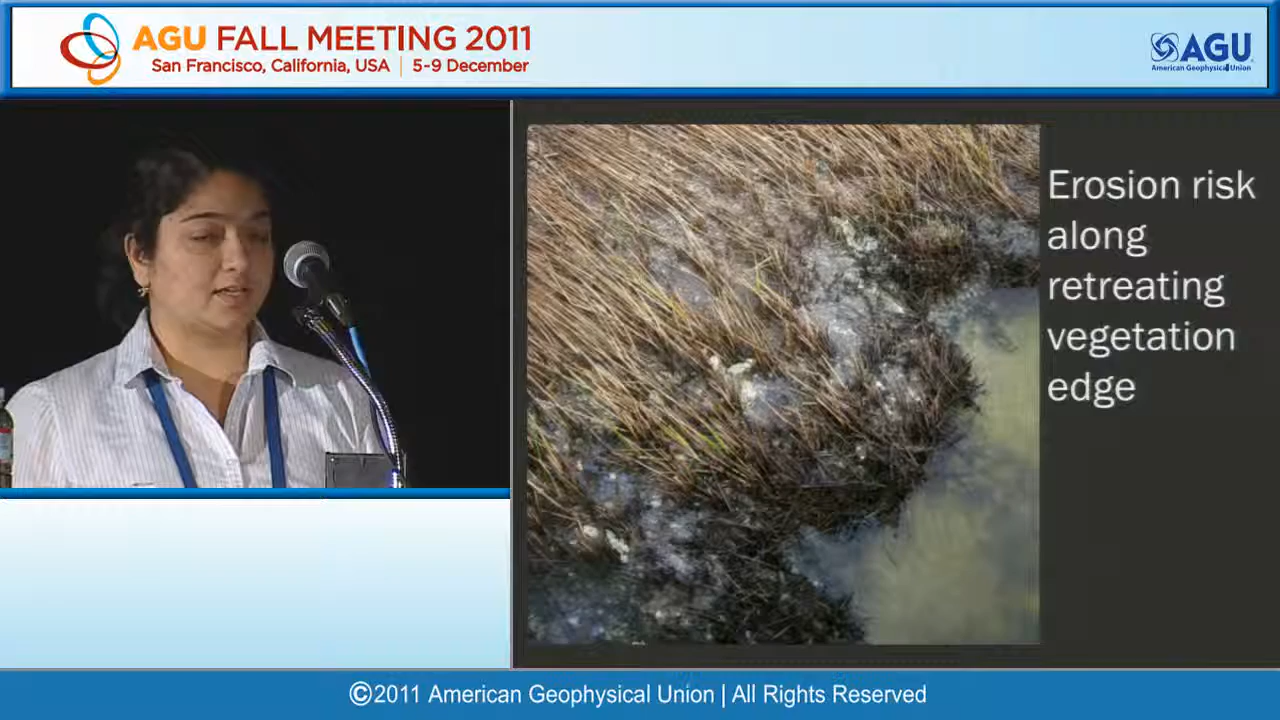 AGU FALL MEETING 2011
San Francisco, California, USA | 5-9 December
AGU
American Geophysical Union
Erosion risk
along
retreating
vegetation
edge
©2011 American Geophysical Union | All Rights Reserved